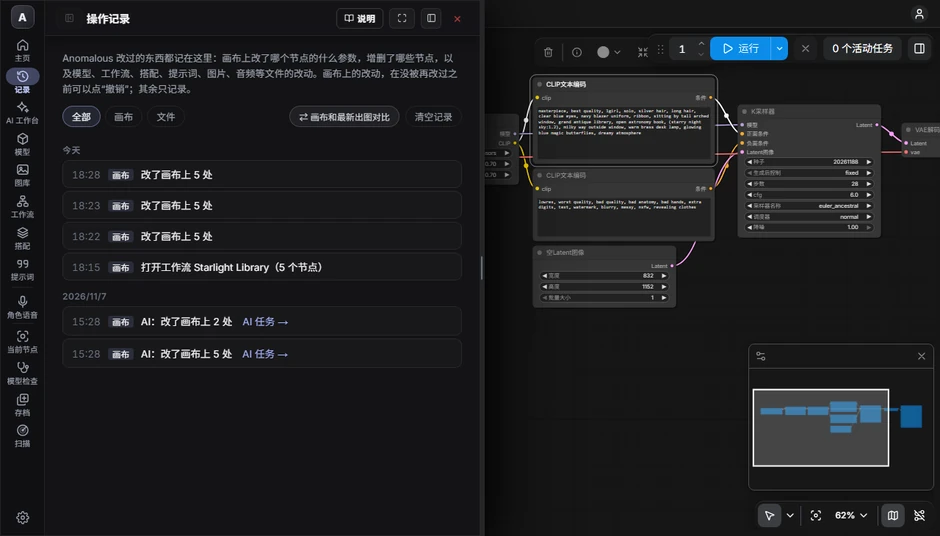 A
操作记录
说明
主页
记录
AI 工作台
模型
图库
工作流
搭配
提示词
角色语音
当前节点
模型检查
存档
扫描
Anomalous 改过的东西都记在这里：画布上改了哪个节点的什么参数，增删了哪些节点，以
及模型、工作流、搭配、提示词、图片、音频等文件的改动。画布上的改动，在没被再改过之
前可以点“撤销”；其余只记录。
全部
画布
文件
画布和最新出图对比
清空记录
今天
18:28 画布 改了画布上 5 处
18:23 画布 改了画布上 5 处
18:22 画布 改了画布上 5 处
18:15 画布 打开工作流 Starlight Library（5 个节点）
2026/11/7
15:28 画布 AI：改了画布上 2 处 AI 任务 →
15:28 画布 AI：改了画布上 5 处 AI 任务 →
1
运行
0 个活动任务
模型
CLIP
0.70
0.70
CLIP文本编码
clip
条件
masterpiece, best quality, 1girl, solo, silver hair, long hair,
clear blue eyes, navy blazer uniform, ribbon, sitting by tall arched
window, grand antique library, open astronomy book, (starry night
sky:1.2), milky way outside window, warm brass desk lamp, glowing
blue magic butterflies, dreamy atmosphere
CLIP文本编码
clip
条件
lowres, worst quality, bad quality, bad anatomy, bad hands, extra
digits, text, watermark, blurry, messy, nsfw, revealing clothes
空Latent图像
Latent
宽度 832
高度 1152
批量大小 1
K采样器
模型
Latent
正面条件
负面条件
Latent图像
种子 20261188
生成后控制 fixed
步数 28
cfg 6.0
采样器名称 euler_ancestral
调度器 normal
降噪 1.00
VAE解码
Latent
vae
62%